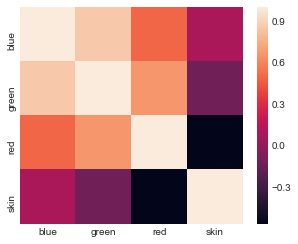 blue
green
red
skin
blue green red skin
0.9
0.6
0.3
0.0
−0.3